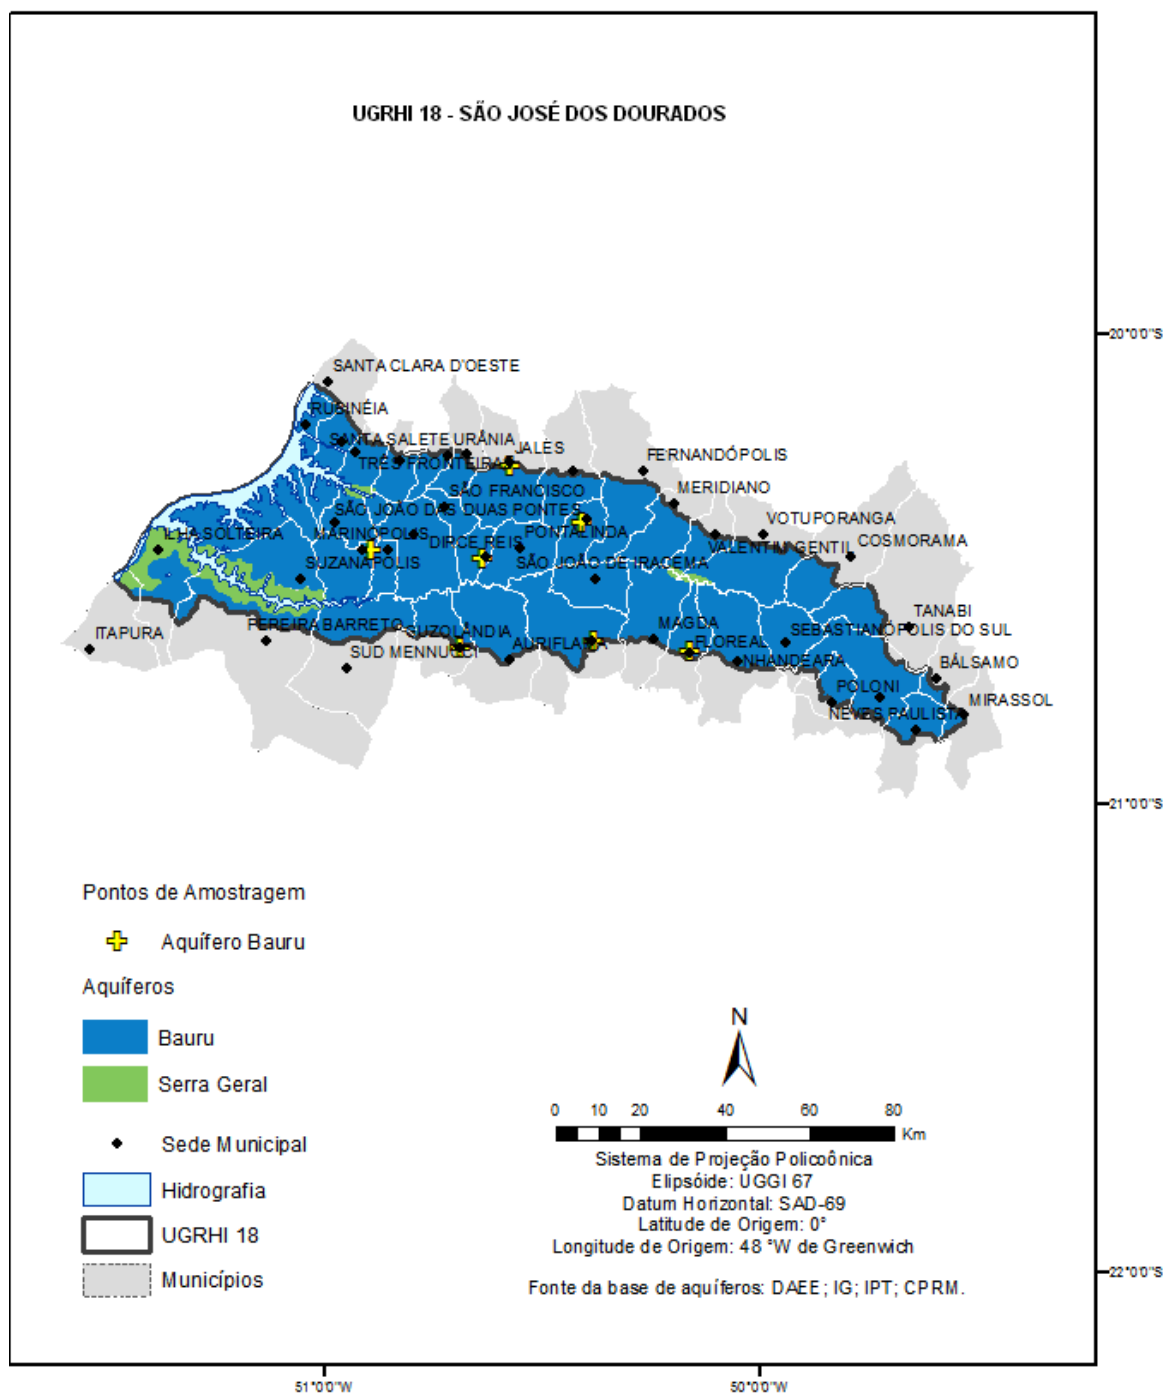 UGRHI 18 - SÃO JOSÉ DOS DOURADOS
20°0'0"S
SANTA CLARA D'OESTE
RUBINÉIA
SANTA SALETE URÂNIA
JALES
TRÊS FRONTEIRAS
FERNANDÓPOLIS
SÃO FRANCISCO
MERIDIANO
SÃO JOÃO DAS DUAS PONTES
VOTUPORANGA
ILHA SOLTEIRA
MARINÓPOLIS
DIRCE REIS
PONTALINDA
VALENTIM GENTIL
COSMORAMA
SUZANÁPOLIS
SÃO JOÃO DE IRACEMA
TANABI
ITAPURA
PEREIRA BARRETO
SUZOLÂNDIA
AURIFLAMA
MAGDA
FLOREAL
SEBASTIANÓPOLIS DO SUL
SUD MENNUCCI
NHANDEARA
BÁLSAMO
POLONI
MIRASSOL
NEVES PAULISTA
21°0'0"S
Pontos de Amostragem
Aquífero Bauru
Aquíferos
Bauru
Serra Geral
Sede Municipal
Hidrografia
UGRHI 18
Municípios
N
0 10 20 40 60 80
Km
Sistema de Projeção Policoônica
Elipsóide: UGGI 67
Datum Horizontal: SAD-69
Latitude de Origem: 0°
Longitude de Origem: 48 °W de Greenwich
Fonte da base de aquíferos: DAEE; IG; IPT; CPRM.
22°0'0"S
51°0'0"W
50°0'0"W